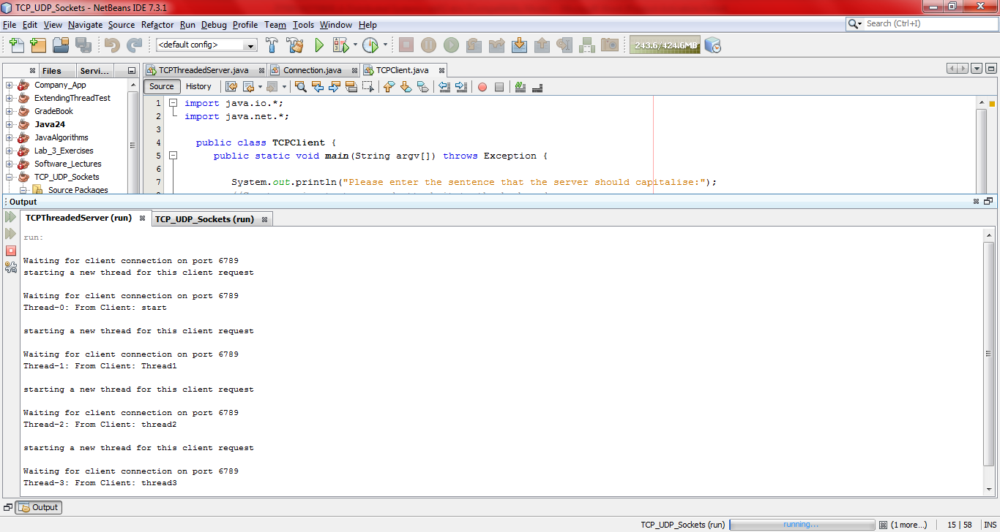 TCP_UDP_Sockets - NetBeans IDE 7.3.1
File Edit View Navigate Source Refactor Run Debug Profile Team Tools Window Help
Search (Ctrl+I)
<default config>
243.6/424.6MB
Files Servi...
TCPThreadedServer.java Connection.java TCPClient.java
Source History
Company_App
ExtendingThreadTest
GradeBook
Java24
JavaAlgorithms
Lab_3_Exercises
Software_Lectures
TCP_UDP_Sockets
Source Packages
1 import java.io.*;
2 import java.net.*;
3
4 public class TCPClient {
5 public static void main(String argv[]) throws Exception {
6
7 System.out.println("Please enter the sentence that the server should capitalise:");
Output
TCPThreadedServer (run) TCP_UDP_Sockets (run)
run:
Waiting for client connection on port 6789
starting a new thread for this client request
Waiting for client connection on port 6789
Thread-0: From Client: start
starting a new thread for this client request
Waiting for client connection on port 6789
Thread-1: From Client: Thread1
starting a new thread for this client request
Waiting for client connection on port 6789
Thread-2: From Client: thread2
starting a new thread for this client request
Waiting for client connection on port 6789
Thread-3: From Client: thread3
Output
TCP_UDP_Sockets (run) running... (1 more...) 15 | 58 INS